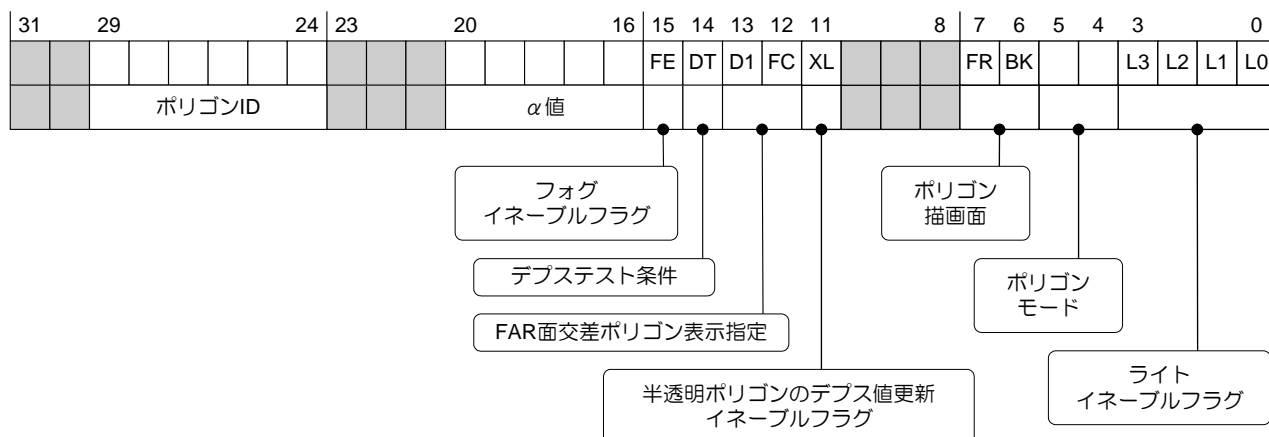 31 29 24 23 20 16 15 14 13 12 11 8 7 6 5 4 3 0
FE DT D1 FC XL FR BK L3 L2 L1 L0
ポリゴンID α値
フォグ
イネーブルフラグ
ポリゴン
描画面
デプステスト条件
ポリゴン
モード
FAR面交差ポリゴン表示指定
半透明ポリゴンのデプス値更新
イネーブルフラグ
ライト
イネーブルフラグ